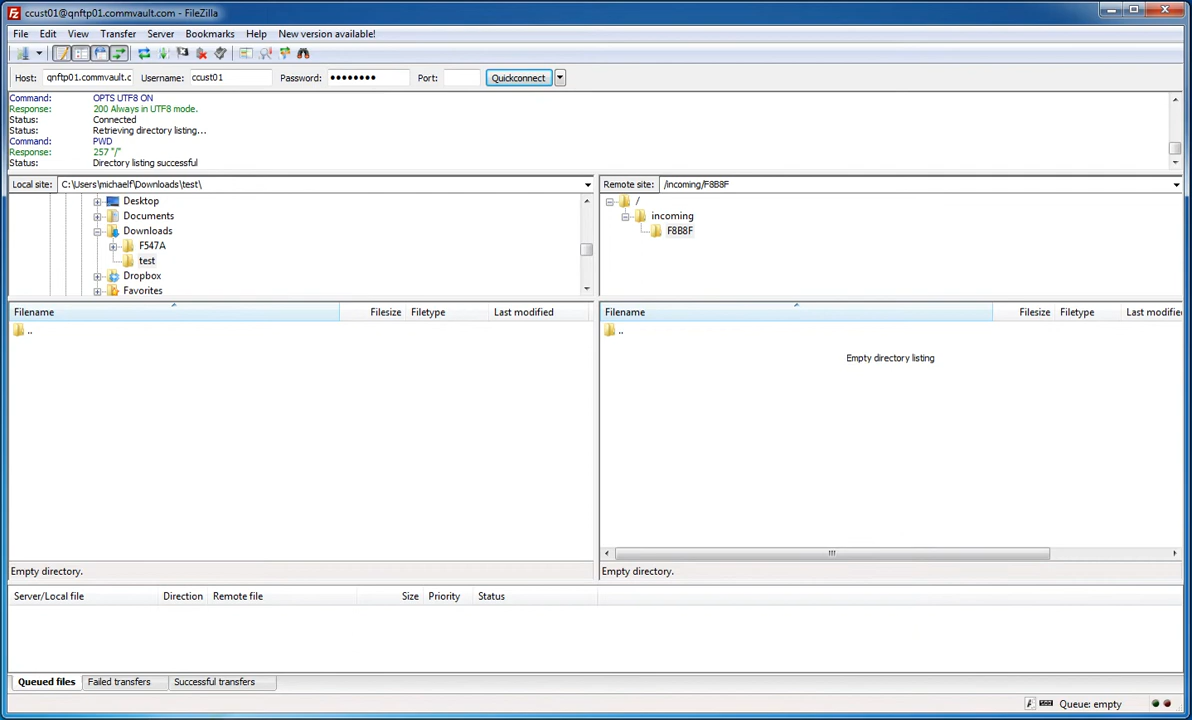 ccust01@qnftp01.commvault.com - FileZilla
File Edit View Transfer Server Bookmarks Help New version available!
Host: qnftp01.commvault.c Username: ccust01 Password: ●●●●●●●● Port: Quickconnect
Command: OPTS UTF8 ON
Response: 200 Always in UTF8 mode.
Status: Connected
Status: Retrieving directory listing...
Command: PWD
Response: 257 "/"
Status: Directory listing successful
Local site: C:\Users\michaelf\Downloads\test\
Desktop
Documents
Downloads
F547A
test
Dropbox
Favorites
Remote site: /incoming/F8B8F
/
incoming
F8B8F
Filename Filesize Filetype Last modified
..
Empty directory.
Filename Filesize Filetype Last modified
..
Empty directory listing
Empty directory.
Server/Local file Direction Remote file Size Priority Status
Queued files Failed transfers Successful transfers
Queue: empty